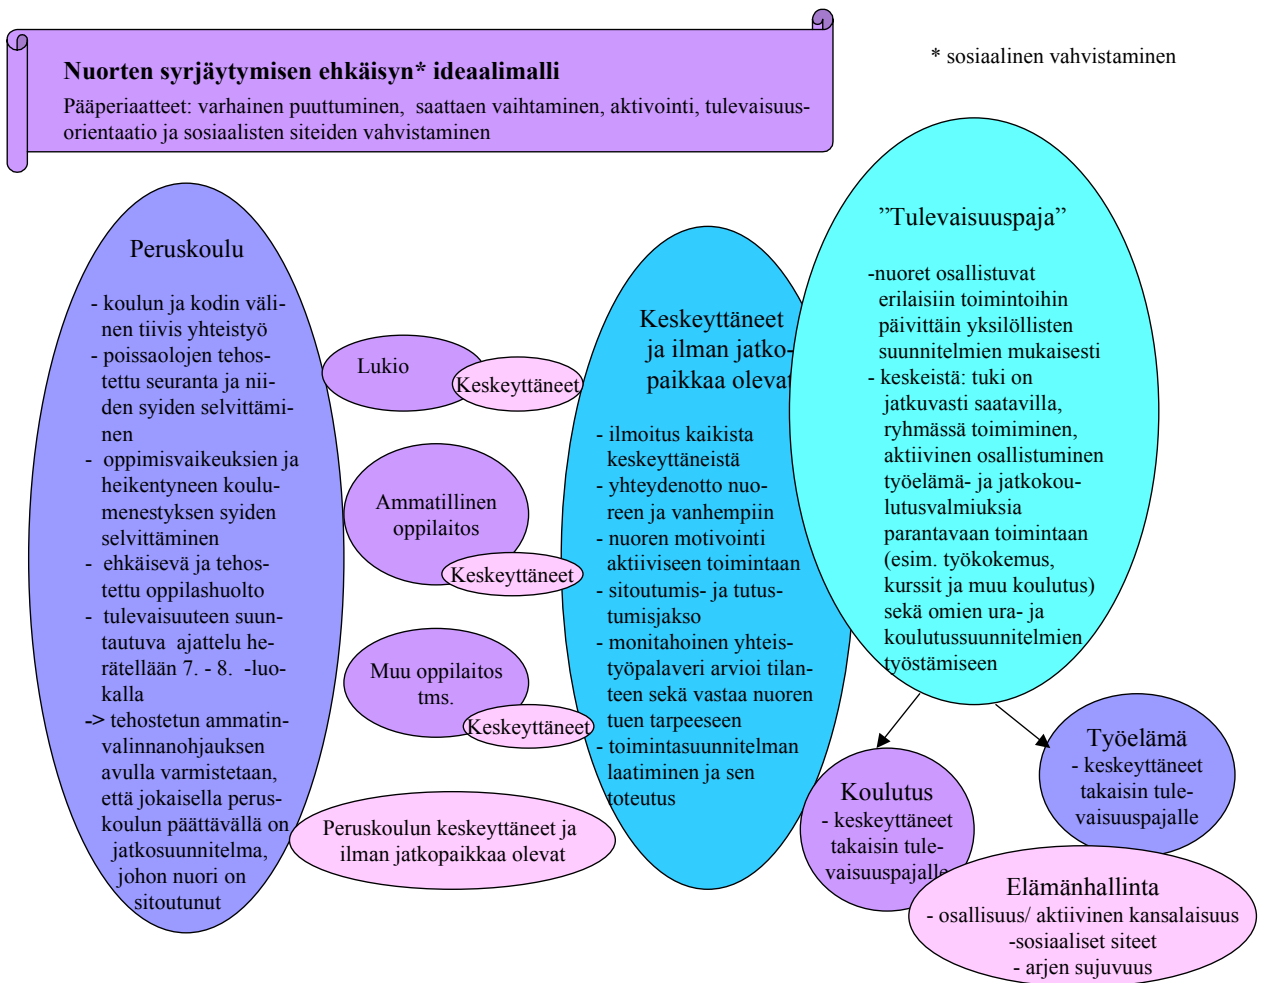 Nuorten syrjäytymisen ehkäisyn* ideaalimalli
Pääperiaatteet: varhainen puuttuminen, saattaen vaihtaminen, aktivointi, tulevaisuus-
orientaatio ja sosiaalisten siteiden vahvistaminen
* sosiaalinen vahvistaminen
Peruskoulu
- koulun ja kodin väli-
nen tiivis yhteistyö
- poissaolojen tehos-
tettu seuranta ja nii-
den syiden selvittämi-
nen
- oppimisvaikeuksien ja
heikentyneen koulu-
menestyksen syiden
selvittäminen
- ehkäisevä ja tehos-
tettu oppilashuolto
- tulevaisuuteen suun-
tautuva ajattelu he-
rätellään 7. - 8. -luo-
kalla
-> tehostetun ammatin-
valinnanohjauksen
avulla varmistetaan,
että jokaisella perus-
koulun päättävällä on
jatkosuunnitelma,
johon nuori on
sitoutunut
Lukio
Keskeyttäneet
Ammatillinen
oppilaitos
Keskeyttäneet
Muu oppilaitos
tms.
Keskeyttäneet
Peruskoulun keskeyttäneet ja
ilman jatkopaikkaa olevat
Keskeyttäneet
ja ilman jatko-
paikkaa olevat
- ilmoitus kaikista
keskeyttäneistä
- yhteydenotto nuo-
reen ja vanhempiin
- nuoren motivointi
aktiiviseen toimintaan
- sitoutumis- ja tutus-
tumisjakso
- monitahoinen yhteis-
työpalaveri arvioi tilan-
teen sekä vastaa nuoren
tuen tarpeeseen
- toimintasuunnitelman
laatiminen ja sen
toteutus
”Tulevaisuuspaja”
-nuoret osallistuvat
erilaisiin toimintoihin
päivittäin yksilöllisten
suunnitelmien mukaisesti
- keskeistä: tuki on
jatkuvasti saatavilla,
ryhmässä toimiminen,
aktiivinen osallistuminen
työelämä- ja jatkokou-
lutusvalmiuksia
parantavaan toimintaan
(esim. työkokemus,
kurssit ja muu koulutus)
sekä omien ura- ja
koulutussuunnitelmien
työstämiseen
Koulutus
- keskeyttäneet
takaisin tule-
vaisuuspajalle
Työelämä
- keskeyttäneet
takaisin tule-
vaisuuspajalle
Elämänhallinta
- osallisuus/ aktiivinen kansalaisuus
-sosiaaliset siteet
- arjen sujuvuus